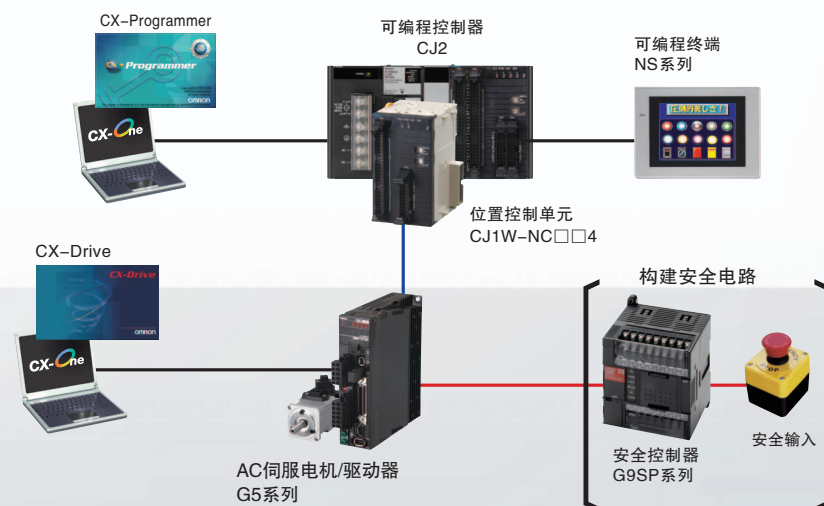 CX–Programmer
Programmer
OMRON
CX-One
可编程控制器
CJ2
可编程终端
NS系列
位置控制单元
CJ1W–NC□□4
CX–Drive
CX-Drive
OMRON
CX-One
构建安全电路
STOP
AC伺服电机/驱动器
G5系列
安全控制器
G9SP系列
安全输入